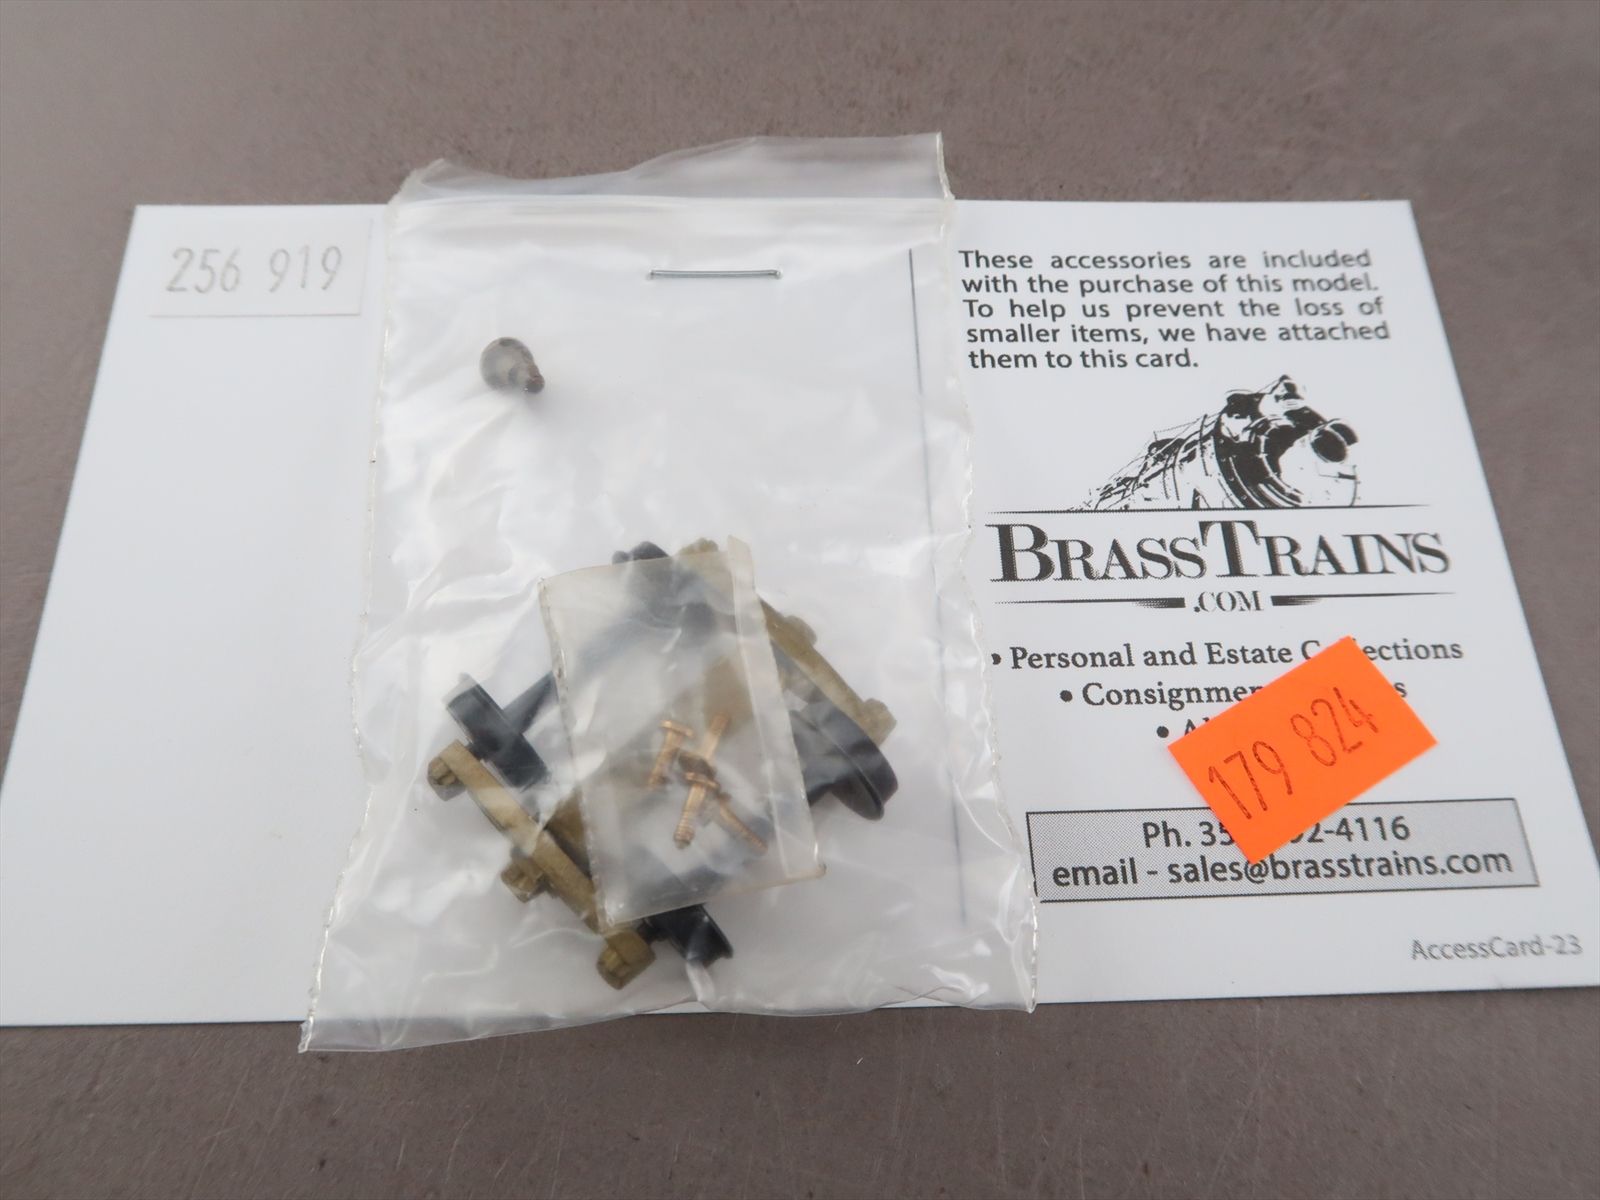 256 919
These accessories are included
with the purchase of this model.
To help us prevent the loss of
smaller items, we have attached
them to this card.
BRASSTRAINS
.COM
• Personal and Estate
• 
•
179 824
Ph. 2-4116
email - sales@brasstrains.com
AccessCard-23